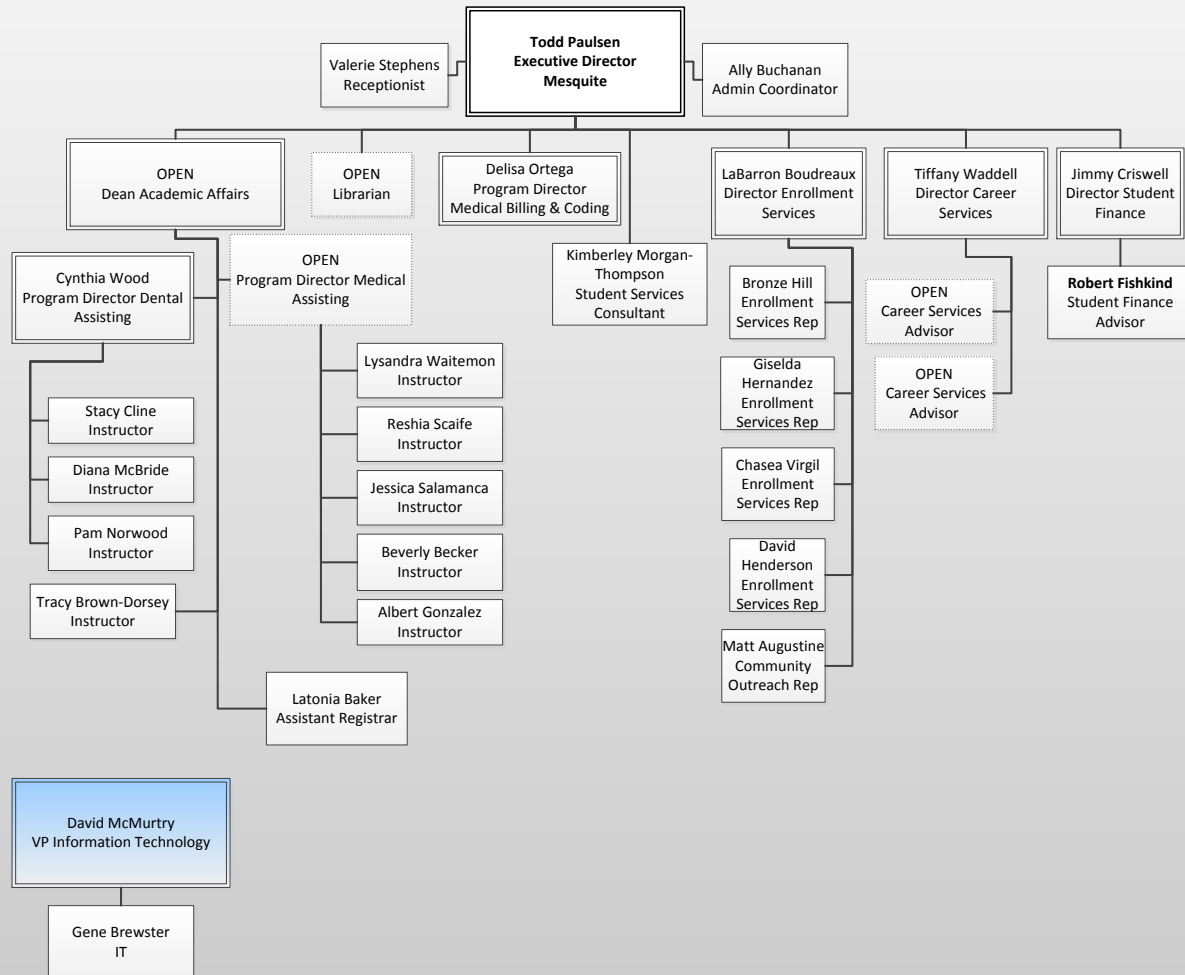 Todd Paulsen
Executive Director
Mesquite
Valerie Stephens
Receptionist
Ally Buchanan
Admin Coordinator
OPEN
Dean Academic Affairs
OPEN
Librarian
Delisa Ortega
Program Director
Medical Billing & Coding
LaBarron Boudreaux
Director Enrollment
Services
Tiffany Waddell
Director Career
Services
Jimmy Criswell
Director Student
Finance
Cynthia Wood
Program Director Dental
Assisting
OPEN
Program Director Medical
Assisting
Kimberley Morgan-
Thompson
Student Services
Consultant
Bronze Hill
Enrollment
Services Rep
OPEN
Career Services
Advisor
Robert Fishkind
Student Finance
Advisor
Stacy Cline
Instructor
Diana McBride
Instructor
Pam Norwood
Instructor
Tracy Brown-Dorsey
Instructor
Lysandra Waitemon
Instructor
Reshia Scaife
Instructor
Jessica Salamanca
Instructor
Beverly Becker
Instructor
Albert Gonzalez
Instructor
Giselda
Hernandez
Enrollment
Services Rep
OPEN
Career Services
Advisor
Chasea Virgil
Enrollment
Services Rep
David
Henderson
Enrollment
Services Rep
Matt Augustine
Community
Outreach Rep
Latonia Baker
Assistant Registrar
David McMurtry
VP Information Technology
Gene Brewster
IT